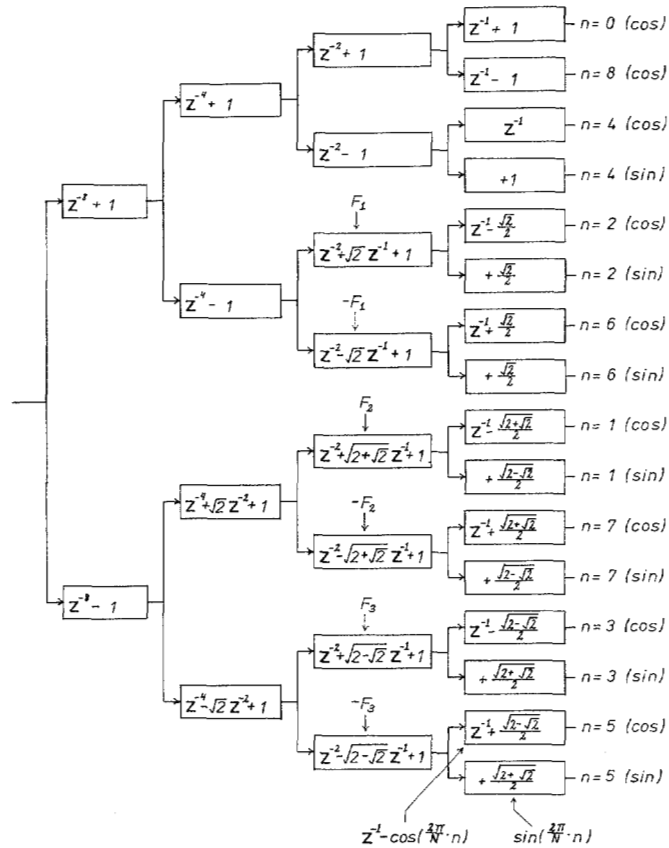 z⁻¹ + 1 n = 0 (cos)
z⁻² + 1
z⁻¹ - 1 n = 8 (cos)
z⁻⁴ + 1
z⁻¹ n = 4 (cos)
z⁻² - 1
+1 n = 4 (sin)
z⁻⁸ + 1
F₁
z⁻¹ - √2/2 n = 2 (cos)
z⁻² + √2 z⁻¹ + 1
+ √2/2 n = 2 (sin)
z⁻⁴ - 1
-F₁
z⁻¹ + √2/2 n = 6 (cos)
z⁻² - √2 z⁻¹ + 1
+ √2/2 n = 6 (sin)
F₂
z⁻¹ - √(2+√2)/2 n = 1 (cos)
z⁻² + √(2+√2) z⁻¹ + 1
+ √(2-√2)/2 n = 1 (sin)
z⁻⁴ + √2 z⁻² + 1
-F₂
z⁻¹ + √(2+√2)/2 n = 7 (cos)
z⁻² - √(2+√2) z⁻¹ + 1
+ √(2-√2)/2 n = 7 (sin)
z⁻⁸ - 1
F₃
z⁻¹ - √(2-√2)/2 n = 3 (cos)
z⁻² + √(2-√2) z⁻¹ + 1
+ √(2+√2)/2 n = 3 (sin)
z⁻⁴ - √2 z⁻² + 1
-F₃
z⁻¹ + √(2-√2)/2 n = 5 (cos)
z⁻² - √(2-√2) z⁻¹ + 1
+ √(2+√2)/2 n = 5 (sin)
z⁻¹ - cos(2π/N · n) sin(2π/N · n)